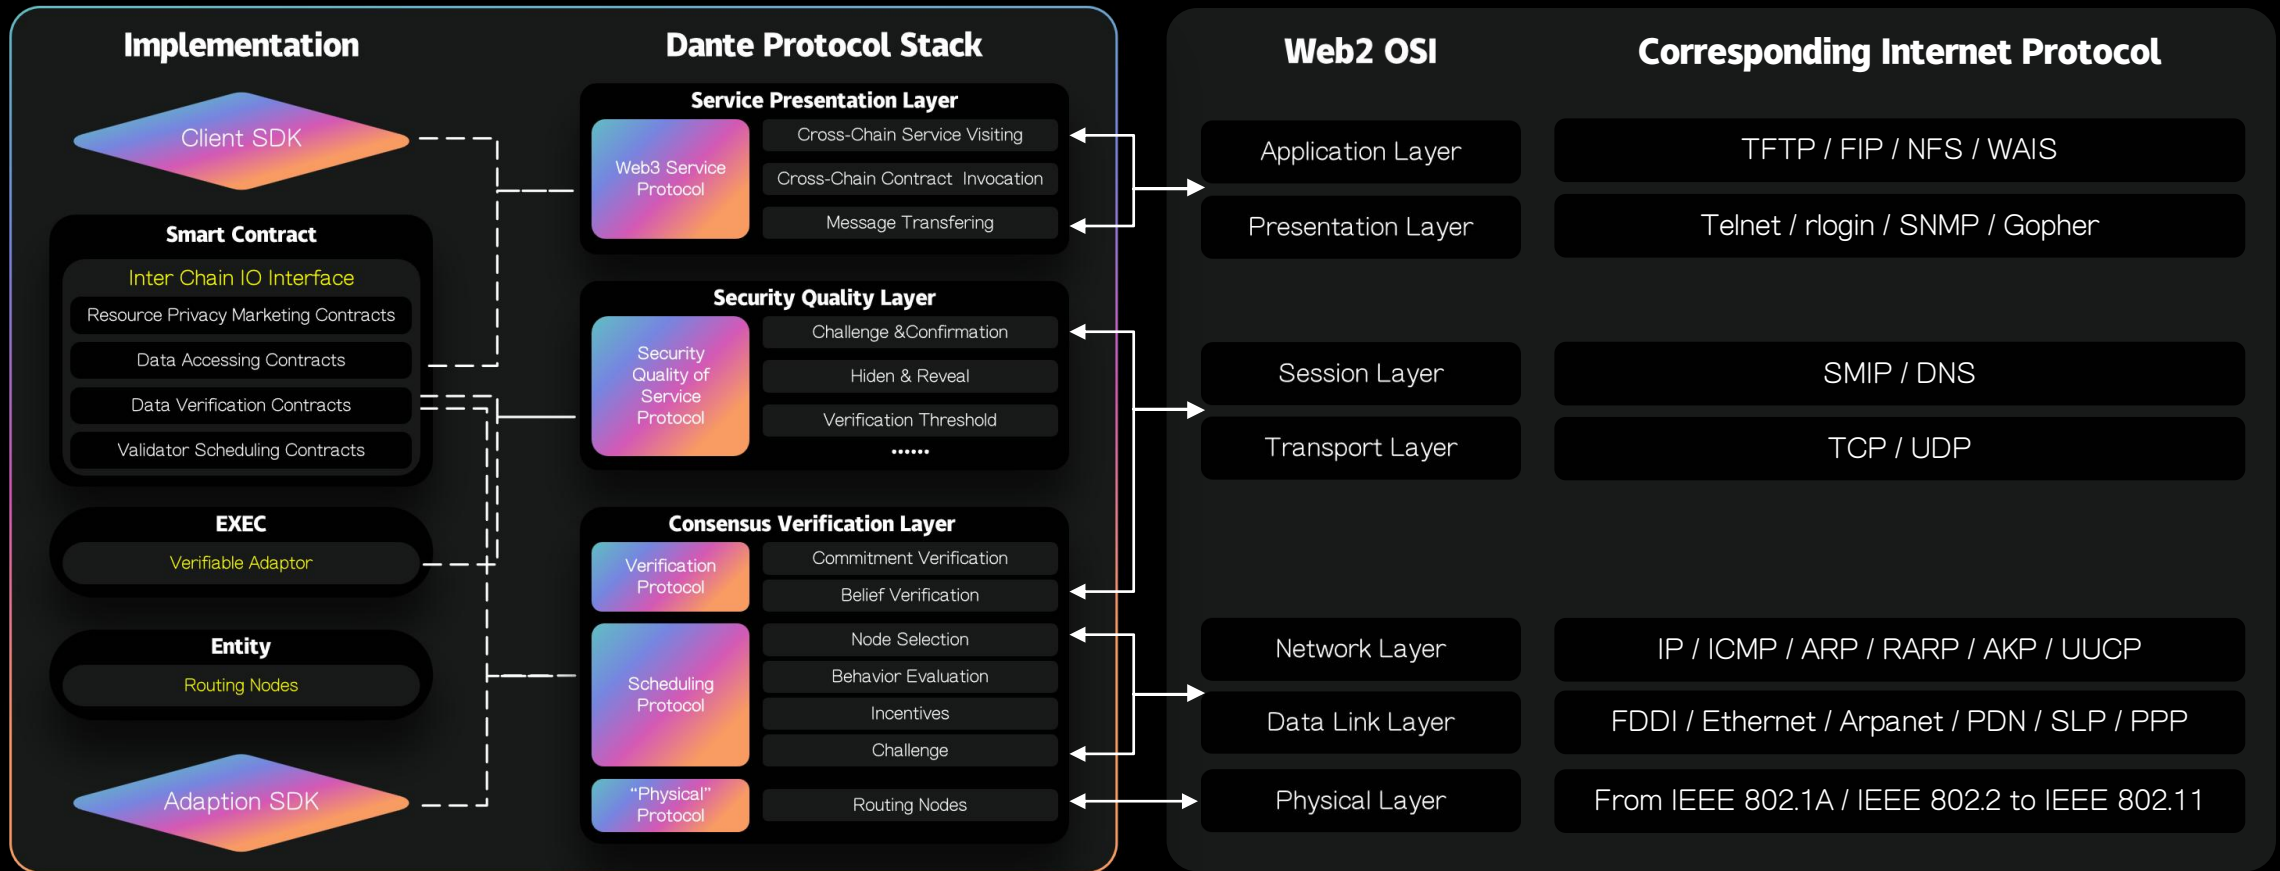 Implementation
Client SDK
Smart Contract
Inter Chain IO Interface
Resource Privacy Marketing Contracts
Data Accessing Contracts
Data Verification Contracts
Validator Scheduling Contracts
EXEC
Verifiable Adaptor
Entity
Routing Nodes
Adaption SDK
Dante Protocol Stack
Service Presentation Layer
Web3 Service
Protocol
Cross-Chain Service Visiting
Cross-Chain Contract Invocation
Message Transfering
Security Quality Layer
Security
Quality of
Service
Protocol
Challenge &Confirmation
Hiden & Reveal
Verification Threshold
......
Consensus Verification Layer
Verification
Protocol
Commitment Verification
Belief Verification
Scheduling
Protocol
Node Selection
Behavior Evaluation
Incentives
Challenge
“Physical”
Protocol
Routing Nodes
Web2 OSI
Corresponding Internet Protocol
Application Layer
TFTP / FIP / NFS / WAIS
Presentation Layer
Telnet / rlogin / SNMP / Gopher
Session Layer
SMIP / DNS
Transport Layer
TCP / UDP
Network Layer
IP / ICMP / ARP / RARP / AKP / UUCP
Data Link Layer
FDDI / Ethernet / Arpanet / PDN / SLP / PPP
Physical Layer
From IEEE 802.1A / IEEE 802.2 to IEEE 802.11